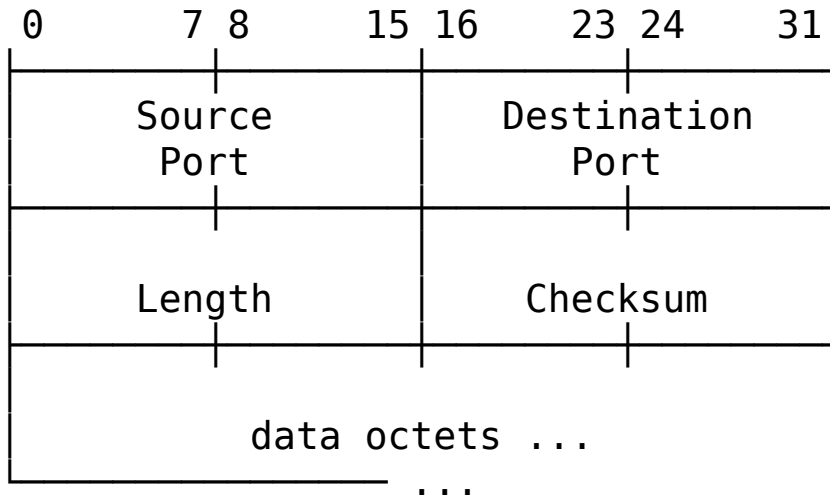 0 7 8 15 16 23 24 31
Source Destination
Port Port
Length Checksum
data octets ...
...